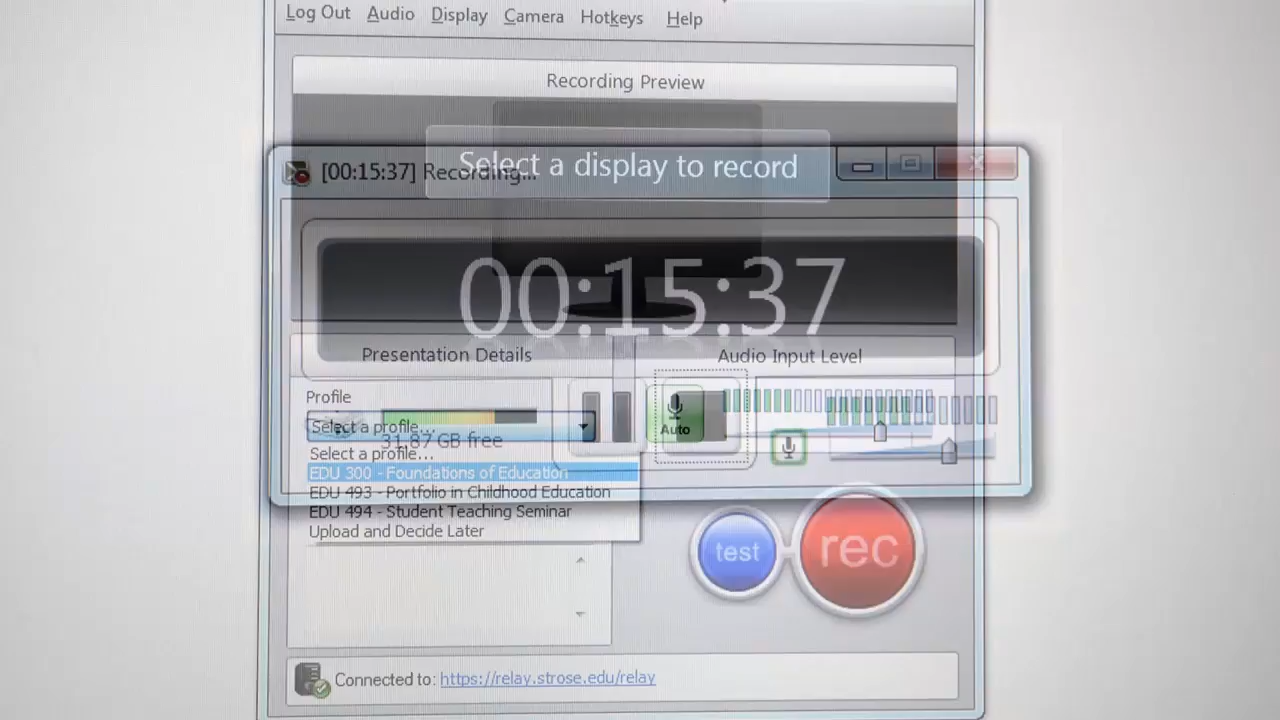 Log Out Audio Display Camera Hotkeys Help
Recording Preview
Select a display to record
[00:15:37] Recording...
00:15:37
Presentation Details
Audio Input Level
Profile
Select a profile...
31.87 GB free
Auto
Select a profile...
EDU 300 - Foundations of Education
EDU 493 - Portfolio in Childhood Education
EDU 494 - Student Teaching Seminar
Upload and Decide Later
test
rec
Connected to: https://relay.strose.edu/relay